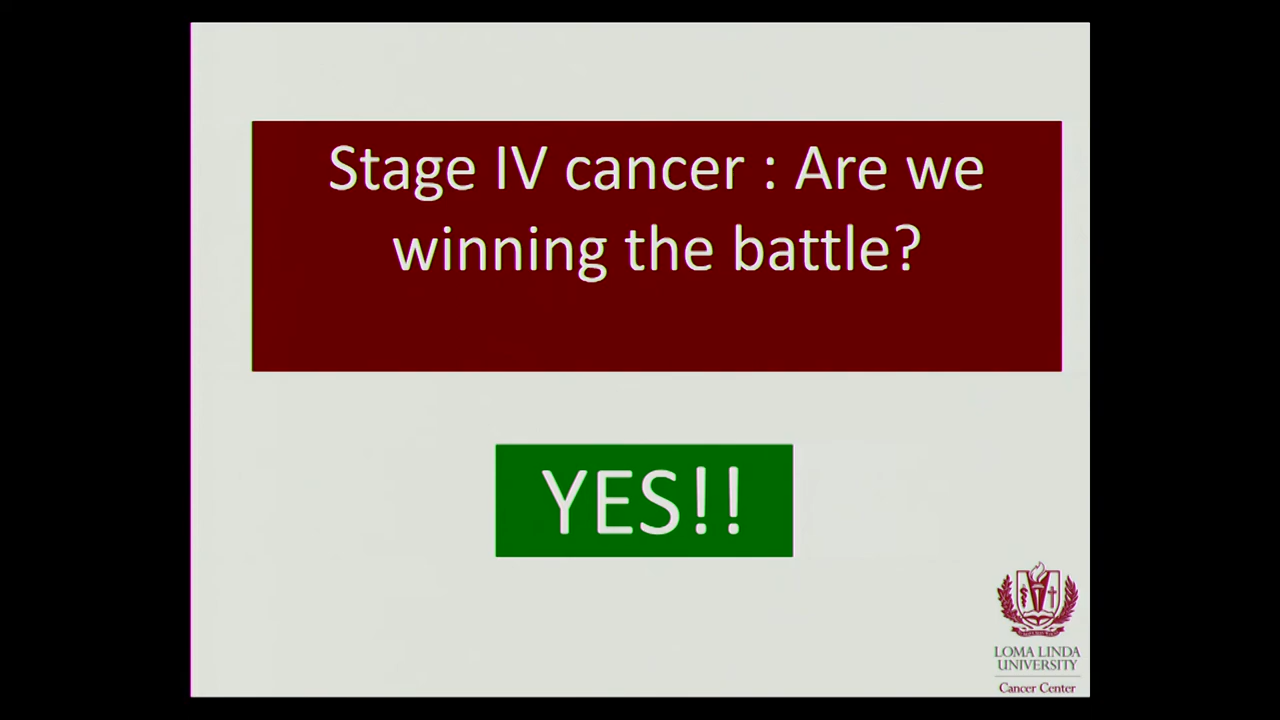 Stage IV cancer : Are we
winning the battle?
YES!!
LOMA LINDA
UNIVERSITY
Cancer Center